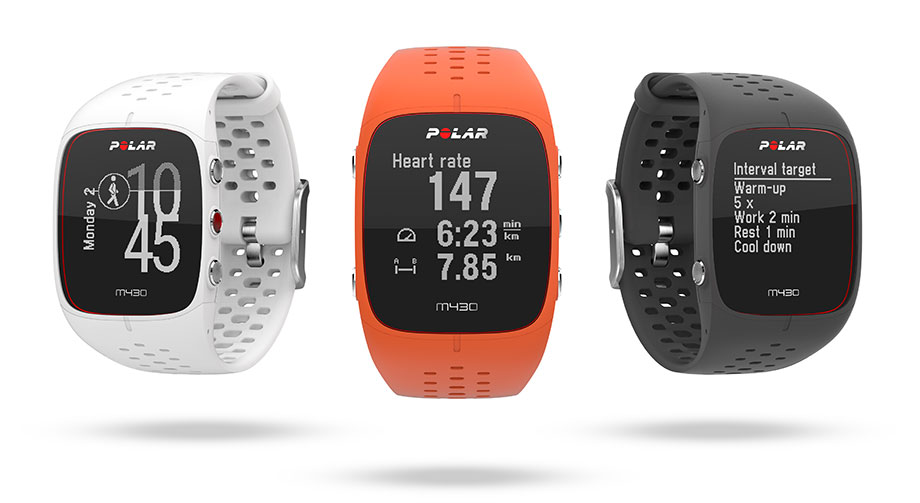 POLAR
Monday 2
10
45
M430
POLAR
Heart rate
147
6:23 min
km
A B
7.85 km
M430
POLAR
Interval target
Warm-up
5 x
Work 2 min
Rest 1 min
Cool down
M430